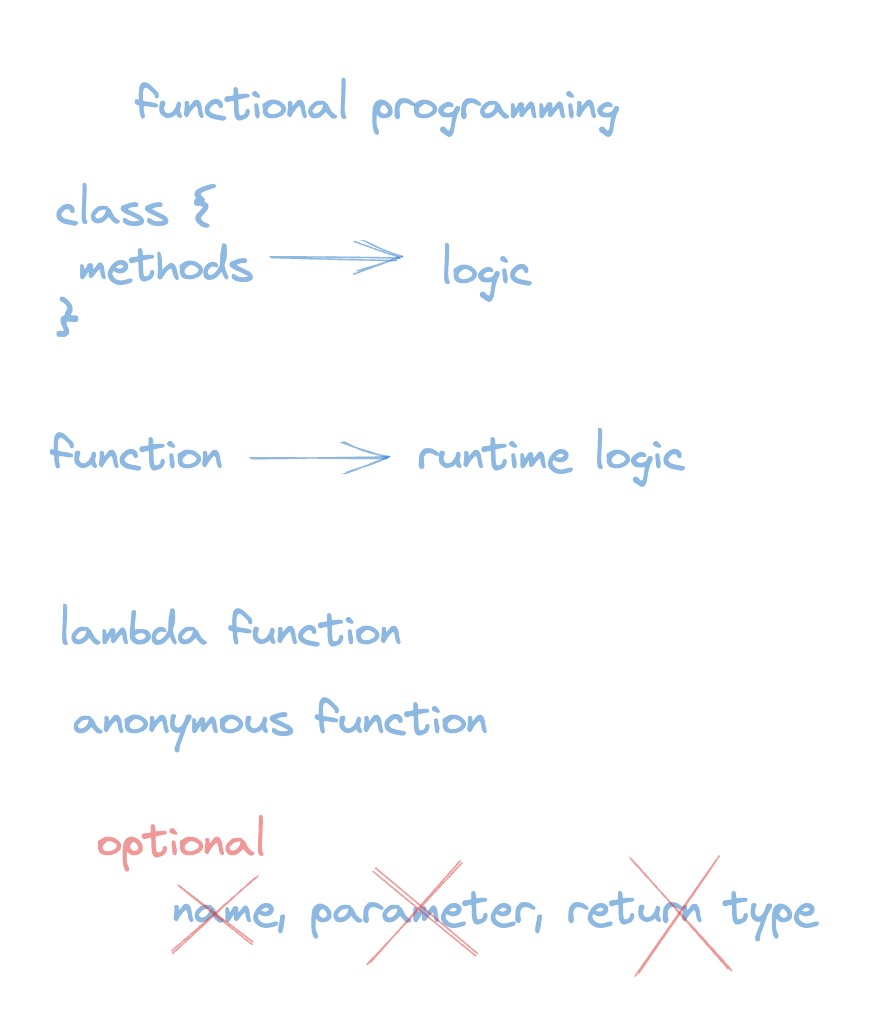 functional programming
class {
methods → logic
}
function → runtime logic
lambda function
anonymous function
optional
name, parameter, return type